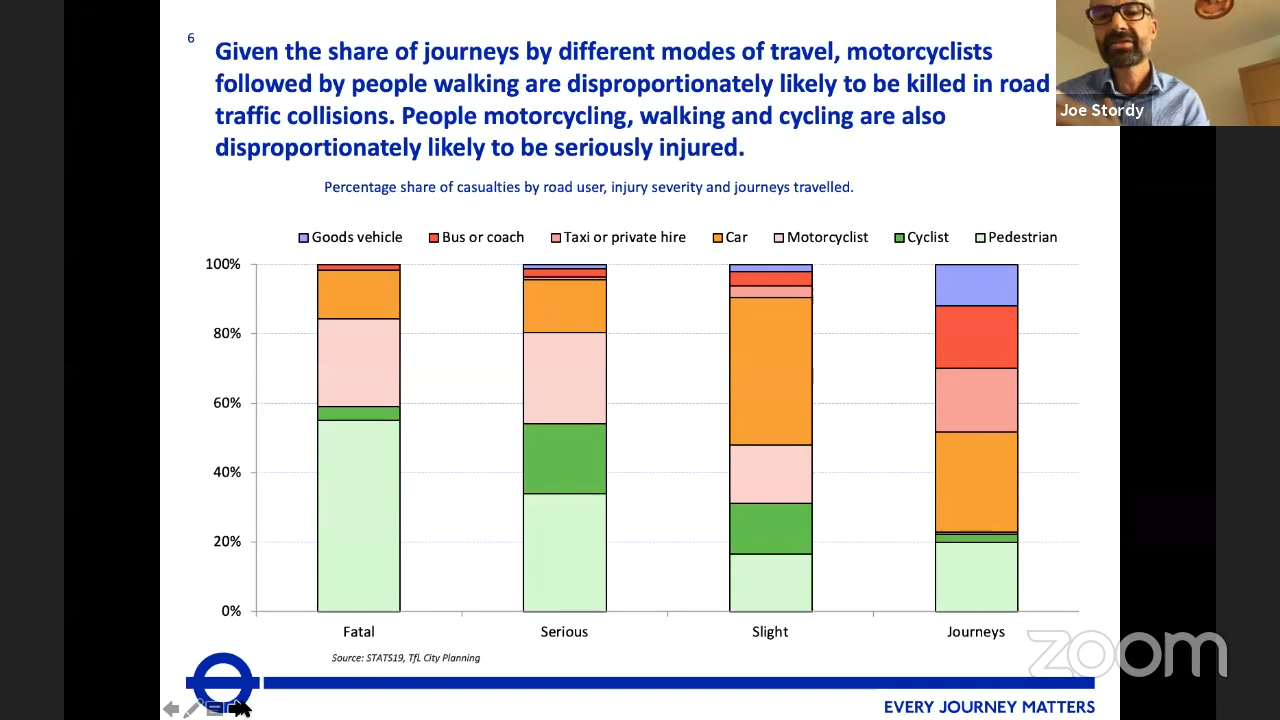 6
Given the share of journeys by different modes of travel, motorcyclists
followed by people walking are disproportionately likely to be killed in road
traffic collisions. People motorcycling, walking and cycling are also
disproportionately likely to be seriously injured.
Joe Stordy
Percentage share of casualties by road user, injury severity and journeys travelled.
Goods vehicle Bus or coach Taxi or private hire Car Motorcyclist Cyclist Pedestrian
100%
80%
60%
40%
20%
0%
Fatal Serious Slight Journeys
Source: STATS19, TfL City Planning
zoom
EVERY JOURNEY MATTERS